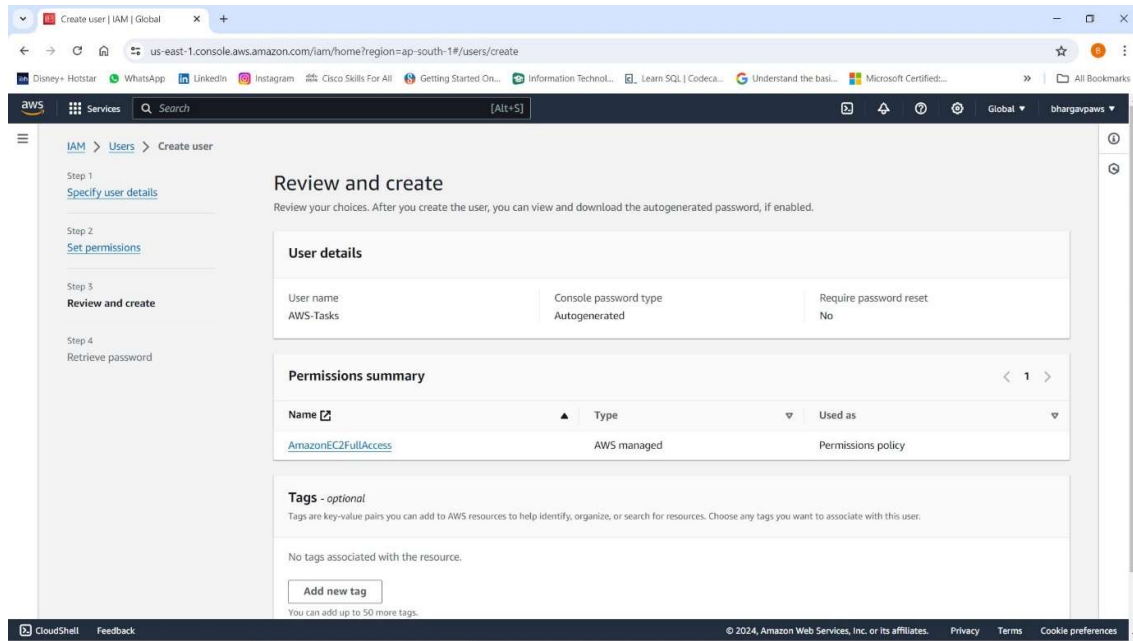 Create user | IAM | Global
us-east-1.console.aws.amazon.com/iam/home?region=ap-south-1#/users/create
Disney+ Hotstar WhatsApp LinkedIn Instagram Cisco Skills For All Getting Started On... Information Technol... Learn SQL | Codeca... Understand the basi... Microsoft Certified:... » All Bookmarks
aws Services Search [Alt+S] Global bhargavpaws
IAM > Users > Create user
Step 1
Specify user details
Step 2
Set permissions
Step 3
Review and create
Step 4
Retrieve password
Review and create
Review your choices. After you create the user, you can view and download the autogenerated password, if enabled.
User details
User name Console password type Require password reset
AWS-Tasks Autogenerated No
Permissions summary < 1 >
Name Type Used as
AmazonEC2FullAccess AWS managed Permissions policy
Tags - optional
Tags are key-value pairs you can add to AWS resources to help identify, organize, or search for resources. Choose any tags you want to associate with this user.
No tags associated with the resource.
Add new tag
You can add up to 50 more tags.
CloudShell Feedback © 2024, Amazon Web Services, Inc. or its affiliates. Privacy Terms Cookie preferences